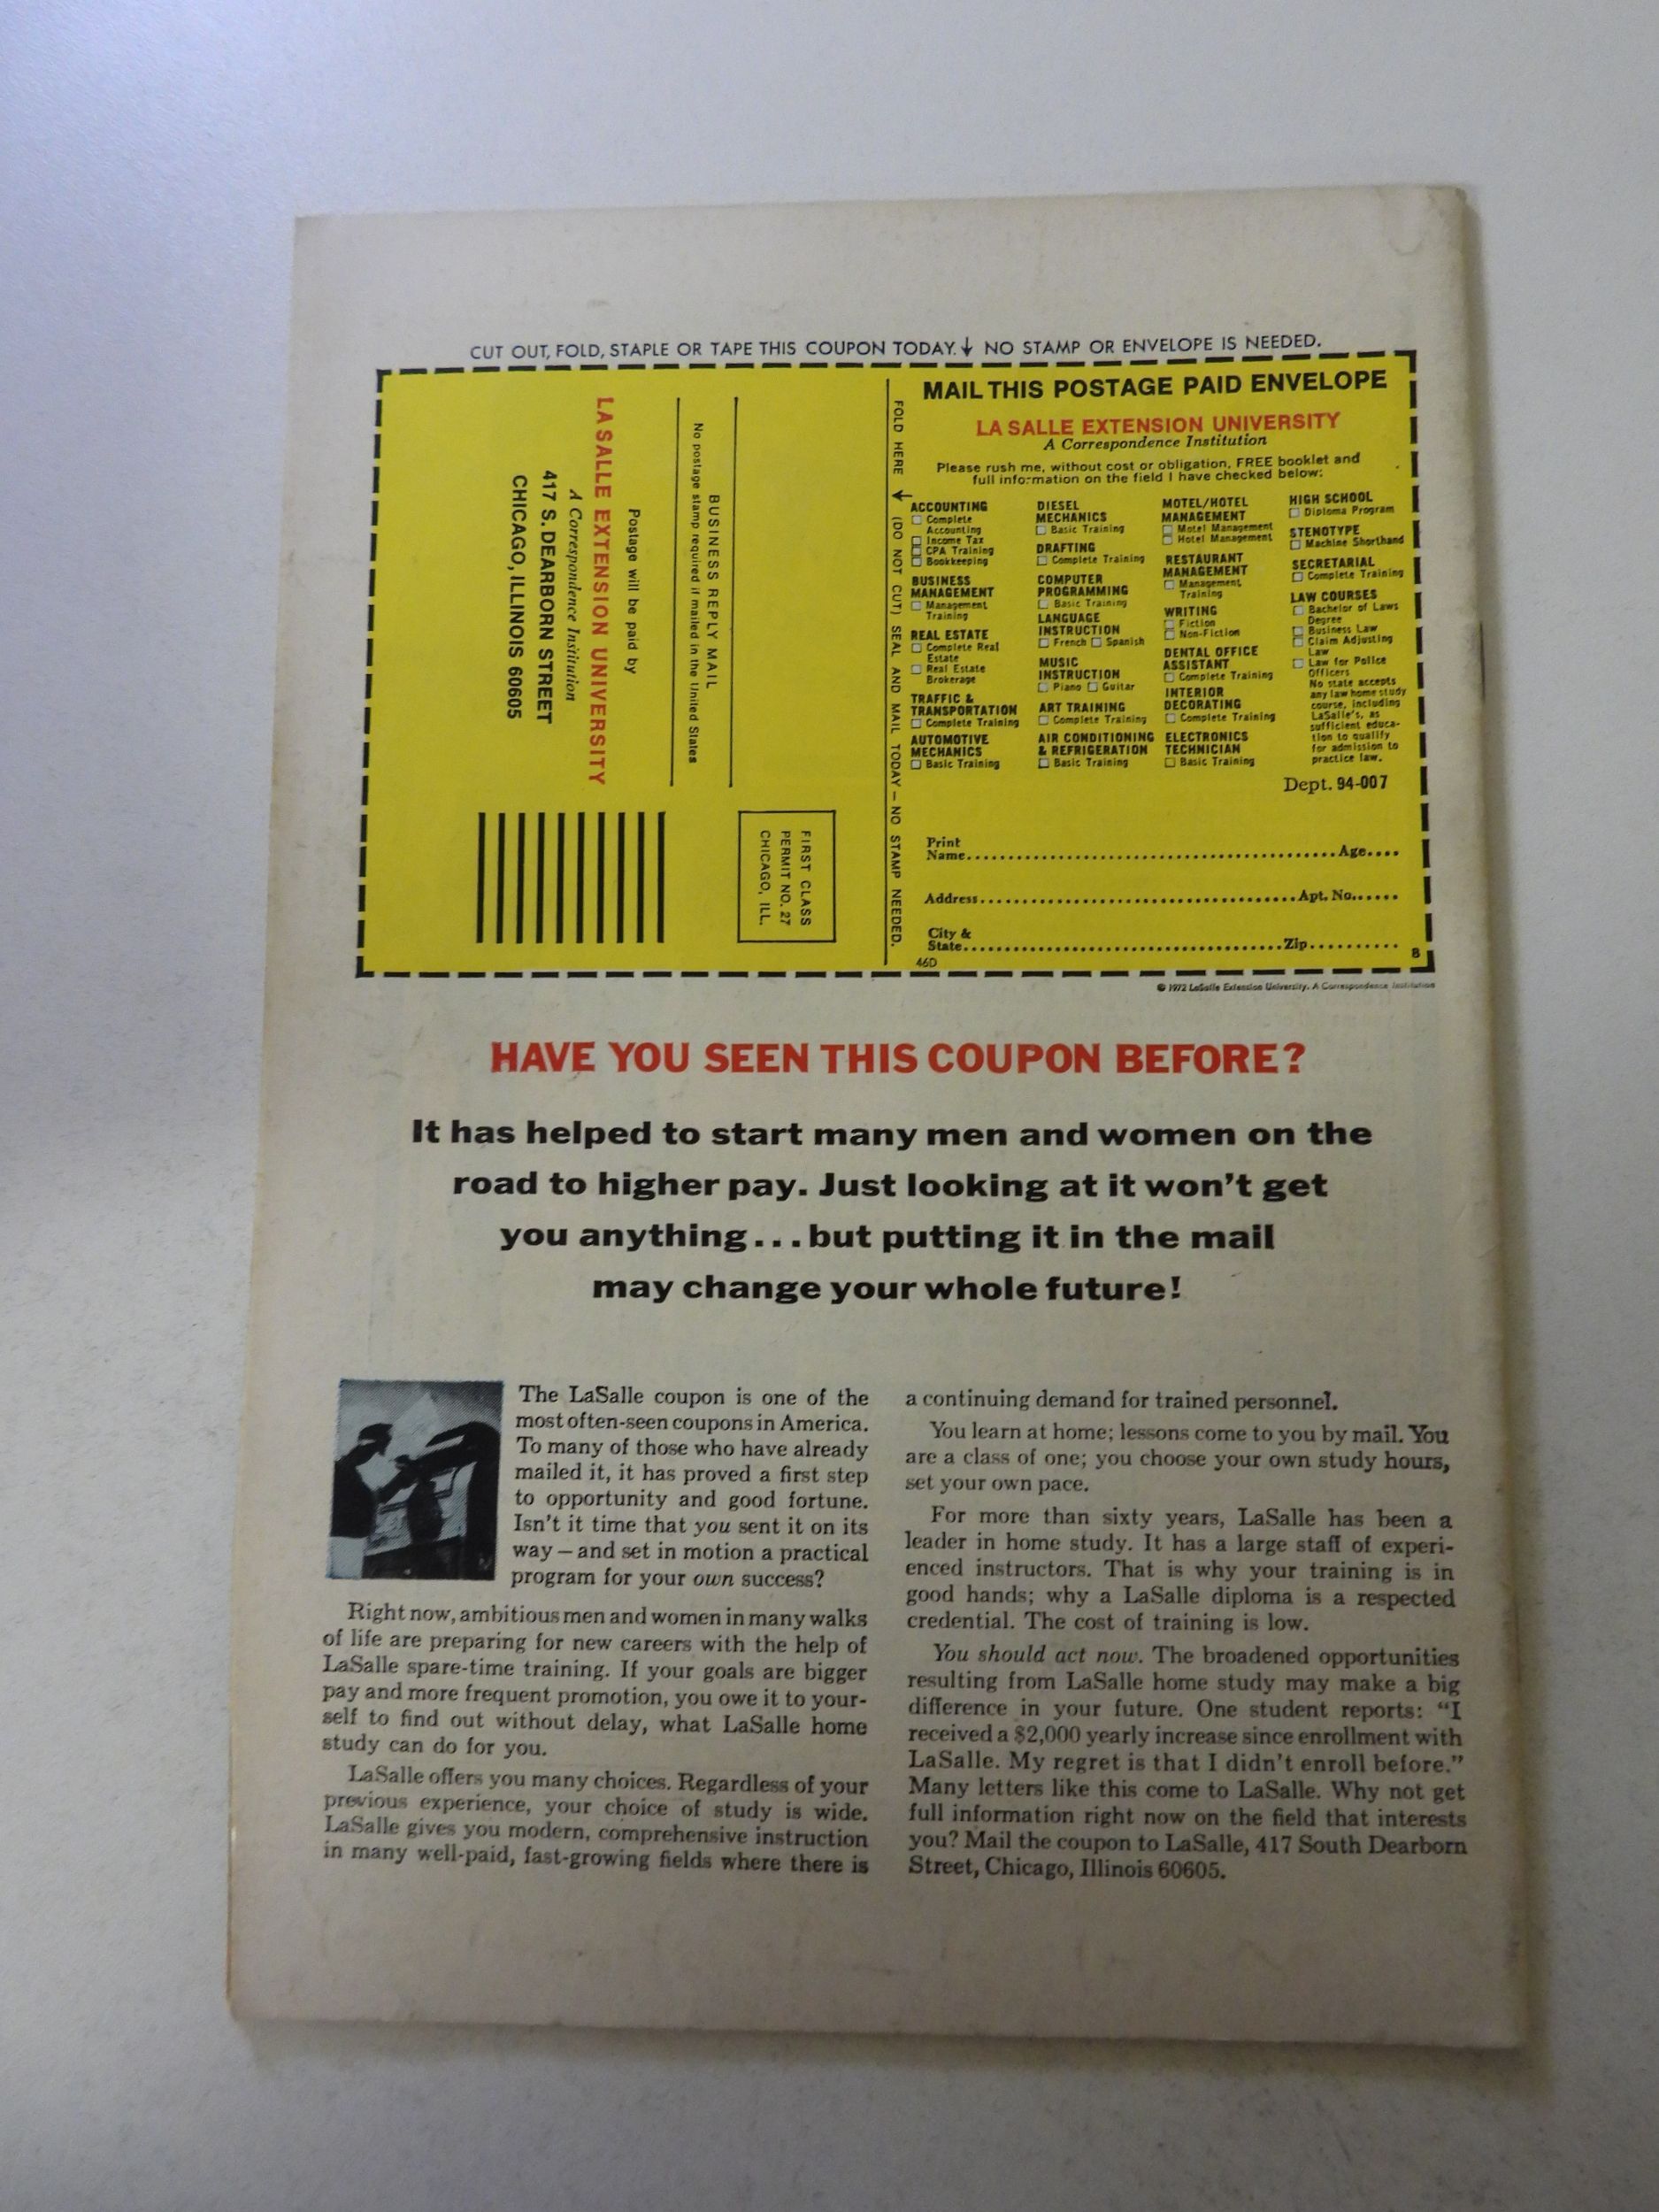 CUT OUT, FOLD, STAPLE OR TAPE THIS COUPON TODAY.↓ NO STAMP OR ENVELOPE IS NEEDED.
BUSINESS REPLY MAIL
No postage stamp required if mailed in the United States
Postage will be paid by
LA SALLE EXTENSION UNIVERSITY
A Correspondence Institution
417 S. DEARBORN STREET
CHICAGO, ILLINOIS 60605
FIRST CLASS
PERMIT NO. 27
CHICAGO, ILL.
FOLD HERE ↓ (DO NOT CUT) SEAL AND MAIL TODAY — NO STAMP NEEDED.
MAIL THIS POSTAGE PAID ENVELOPE
LA SALLE EXTENSION UNIVERSITY
A Correspondence Institution
Please rush me, without cost or obligation, FREE booklet and
full information on the field I have checked below:
ACCOUNTING
☐ Complete
Accounting
☐ Income Tax
☐ CPA Training
☐ Bookkeeping
BUSINESS
MANAGEMENT
☐ Management
Training
REAL ESTATE
☐ Complete Real
Estate
☐ Real Estate
Brokerage
TRAFFIC &
TRANSPORTATION
☐ Complete Training
AUTOMOTIVE
MECHANICS
☐ Basic Training
DIESEL
MECHANICS
☐ Basic Training
DRAFTING
☐ Complete Training
COMPUTER
PROGRAMMING
☐ Basic Training
LANGUAGE
INSTRUCTION
☐ French ☐ Spanish
MUSIC
INSTRUCTION
☐ Piano ☐ Guitar
ART TRAINING
☐ Complete Training
AIR CONDITIONING
& REFRIGERATION
☐ Basic Training
MOTEL/HOTEL
MANAGEMENT
☐ Motel Management
☐ Hotel Management
RESTAURANT
MANAGEMENT
☐ Management
Training
WRITING
☐ Fiction
☐ Non-Fiction
DENTAL OFFICE
ASSISTANT
☐ Complete Training
INTERIOR
DECORATING
☐ Complete Training
ELECTRONICS
TECHNICIAN
☐ Basic Training
HIGH SCHOOL
☐ Diploma Program
STENOTYPE
☐ Machine Shorthand
SECRETARIAL
☐ Complete Training
LAW COURSES
☐ Bachelor of Laws
Degree
☐ Business Law
☐ Claim Adjusting
Law
☐ Law for Police
Officers
No state accepts
any law home study
course, including
LaSalle's, as
sufficient educa-
tion to qualify
for admission to
practice law.
Dept. 94-007
Print
Name.............................................Age....
Address.......................................Apt. No......
City &
State.......................................Zip..........
46D
8
© 1972 LaSalle Extension University. A Correspondence Institution
HAVE YOU SEEN THIS COUPON BEFORE?
It has helped to start many men and women on the
road to higher pay. Just looking at it won't get
you anything...but putting it in the mail
may change your whole future!
The LaSalle coupon is one of the
most often-seen coupons in America.
To many of those who have already
mailed it, it has proved a first step
to opportunity and good fortune.
Isn't it time that you sent it on its
way — and set in motion a practical
program for your own success?
Right now, ambitious men and women in many walks
of life are preparing for new careers with the help of
LaSalle spare-time training. If your goals are bigger
pay and more frequent promotion, you owe it to your-
self to find out without delay, what LaSalle home
study can do for you.
LaSalle offers you many choices. Regardless of your
previous experience, your choice of study is wide.
LaSalle gives you modern, comprehensive instruction
in many well-paid, fast-growing fields where there is
a continuing demand for trained personnel.
You learn at home; lessons come to you by mail. You
are a class of one; you choose your own study hours,
set your own pace.
For more than sixty years, LaSalle has been a
leader in home study. It has a large staff of experi-
enced instructors. That is why your training is in
good hands; why a LaSalle diploma is a respected
credential. The cost of training is low.
You should act now. The broadened opportunities
resulting from LaSalle home study may make a big
difference in your future. One student reports: "I
received a $2,000 yearly increase since enrollment with
LaSalle. My regret is that I didn't enroll before."
Many letters like this come to LaSalle. Why not get
full information right now on the field that interests
you? Mail the coupon to LaSalle, 417 South Dearborn
Street, Chicago, Illinois 60605.